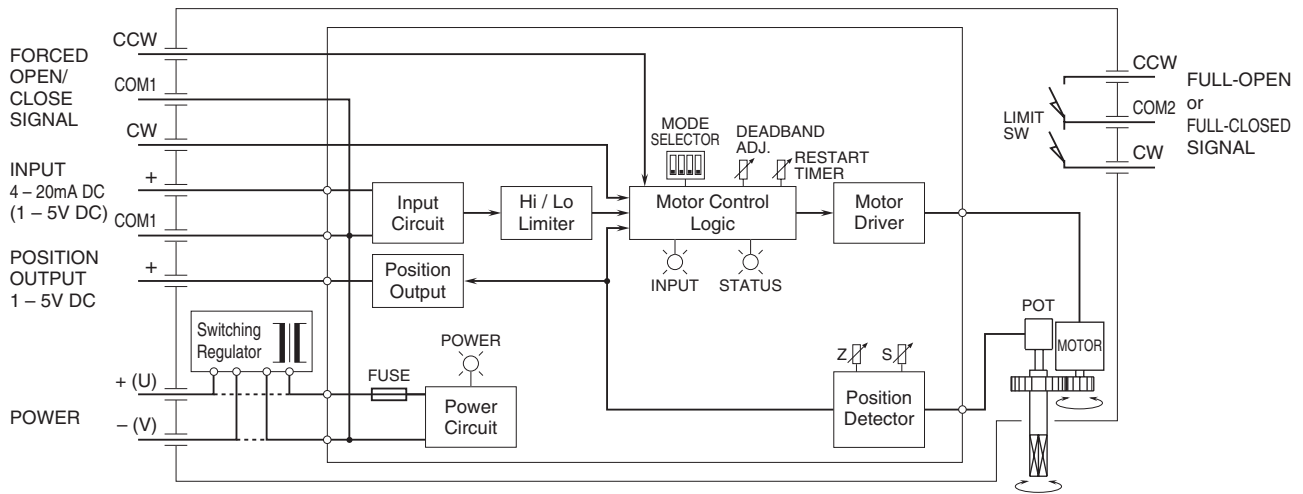 FORCED
OPEN/
CLOSE
SIGNAL
CCW
COM1
CW
INPUT
4 – 20mA DC
(1 – 5V DC)
+
COM1
POSITION
OUTPUT
1 – 5V DC
+
Switching
Regulator
POWER
+ (U)
– (V)
FUSE
POWER
Power
Circuit
Input
Circuit
Hi / Lo
Limiter
Position
Output
MODE
SELECTOR
DEADBAND
ADJ.
RESTART
TIMER
Motor Control
Logic
INPUT
STATUS
Motor
Driver
Z
S
Position
Detector
POT
MOTOR
LIMIT
SW
CCW
COM2
CW
FULL-OPEN
or
FULL-CLOSED
SIGNAL